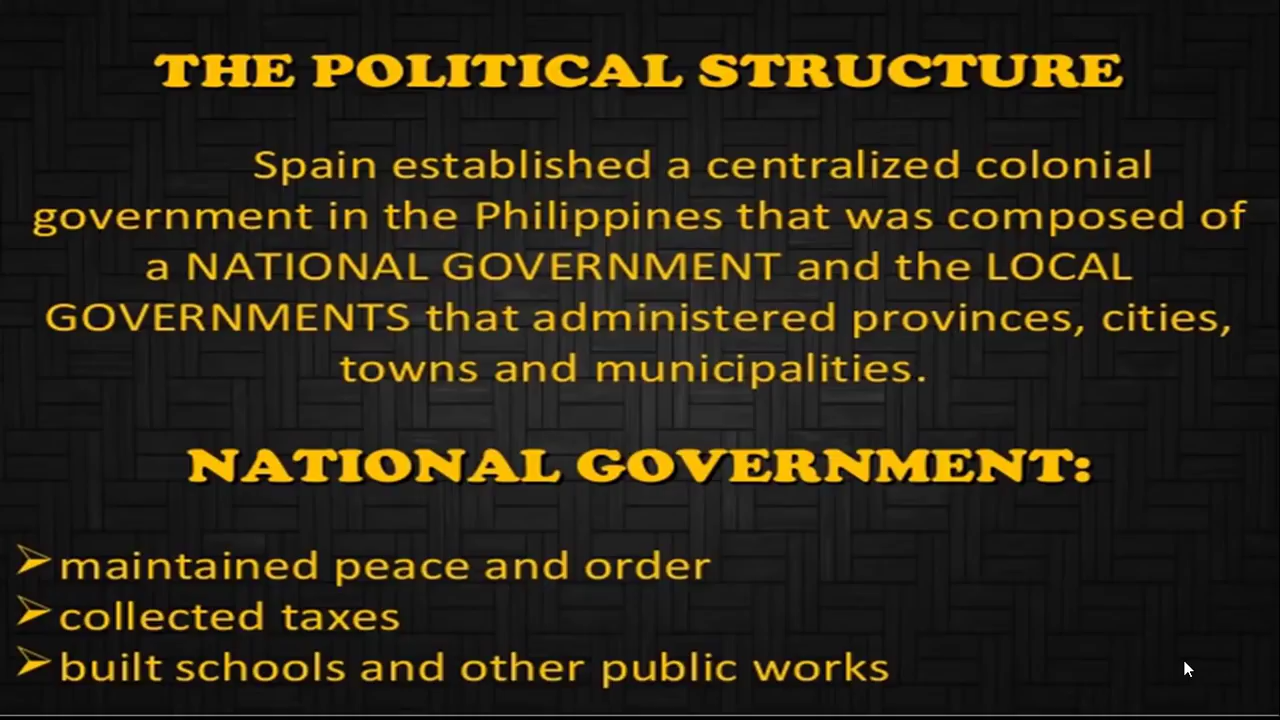 THE POLITICAL STRUCTURE
Spain established a centralized colonial
government in the Philippines that was composed of
a NATIONAL GOVERNMENT and the LOCAL
GOVERNMENTS that administered provinces, cities,
towns and municipalities.
NATIONAL GOVERNMENT:
➢maintained peace and order
➢collected taxes
➢built schools and other public works